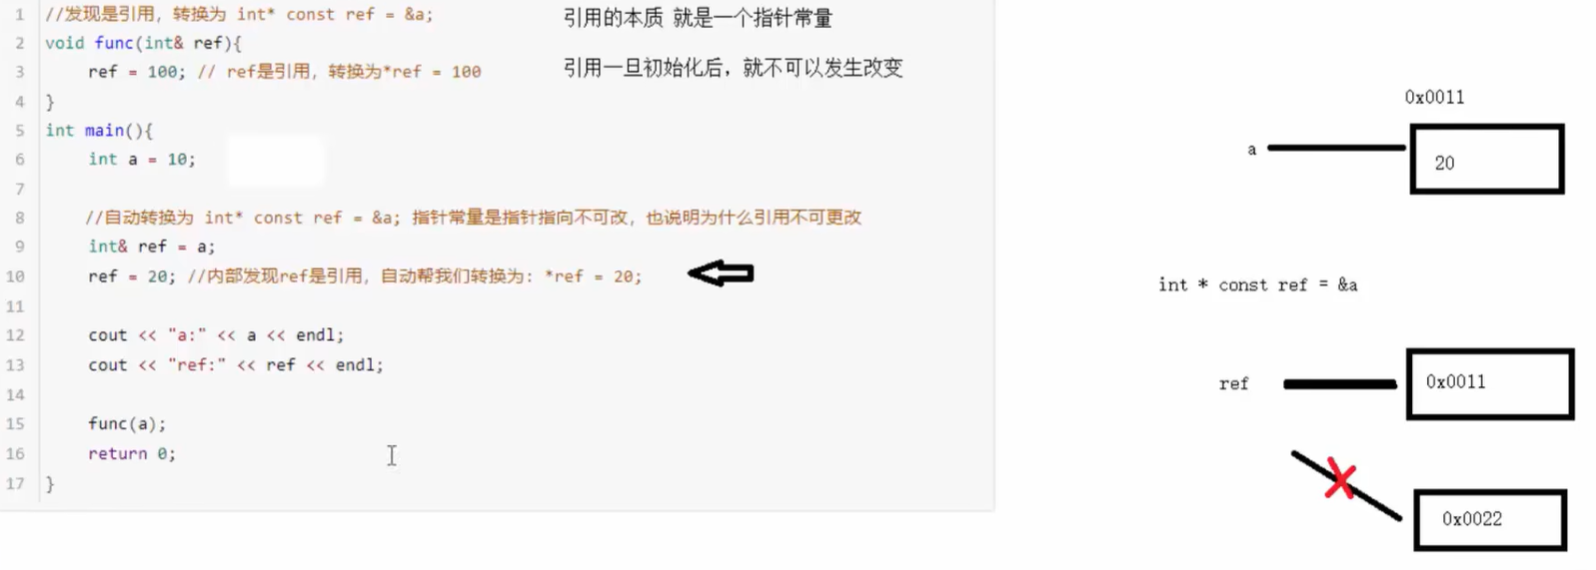 1 //发现是引用，转换为 int* const ref = &a;
2 void func(int& ref){
3 ref = 100; // ref是引用，转换为*ref = 100
4 }
5 int main(){
6 int a = 10;
7
8 //自动转换为 int* const ref = &a; 指针常量是指针指向不可改，也说明为什么引用不可更改
9 int& ref = a;
10 ref = 20; //内部发现ref是引用，自动帮我们转换为: *ref = 20;
11
12 cout << "a:" << a << endl;
13 cout << "ref:" << ref << endl;
14
15 func(a);
16 return 0;
17 }
引用的本质 就是一个指针常量
引用一旦初始化后，就不可以发生改变
0x0011
a
20
int * const ref = &a
ref
0x0011
0x0022